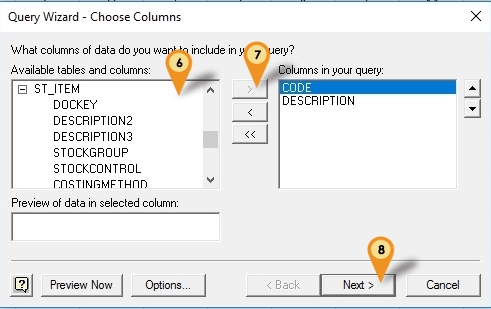 Query Wizard - Choose Columns
What columns of data do you want to include in your query?
Available tables and columns:
6
7
Columns in your query:
ST_ITEM
DOCKEY
DESCRIPTION2
DESCRIPTION3
STOCKGROUP
STOCKCONTROL
COSTINGMETHOD
>
<
<<
CODE
DESCRIPTION
Preview of data in selected column:
8
?
Preview Now
Options...
< Back
Next >
Cancel